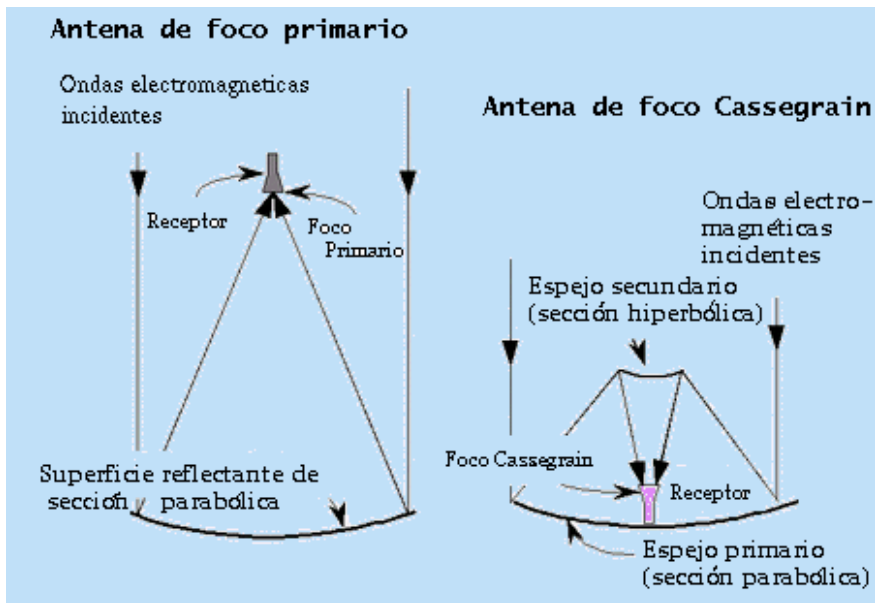 Antena de foco primario
Ondas electromagneticas
incidentes
Receptor
Foco
Primario
Superficie reflectante de
sección parabólica
Antena de foco Cassegrain
Ondas electro-
magnéticas
incidentes
Espejo secundario
(sección hiperbólica)
Foco Cassegrain
Receptor
Espejo primario
(sección parabólica)